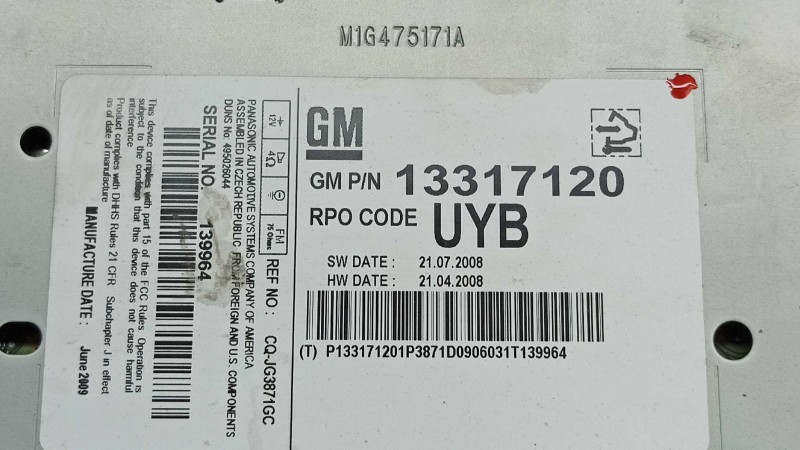 M1G475171A
GM
GM P/N 13317120
RPO CODE UYB
SW DATE : 21.07.2008
HW DATE : 21.04.2008
(T) P133171201P3871D0906031T139964
12V
4Ω
FM
75 Ohms
REF NO : CQ-JG3871GC
PANASONIC AUTOMOTIVE SYSTEMS COMPANY OF AMERICA
ASSEMBLED IN CZECH REPUBLIC FROM FOREIGN AND U.S. COMPONENTS
DUNS No: 495026044
SERIAL NO. 139964
This device complies with part 15 of the FCC Rules. Operation is
subject to the condition that this device does not cause harmful
interference
Product complies with DHHS Rules 21 CFR Subchapter J in effect
as of date of manufacture
MANUFACTURE DATE : June 2009